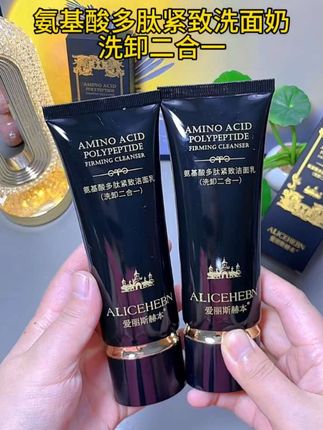 氨基酸多肽紧致洗面奶
洗卸二合一
AMINO ACID
POLYPEPTIDE
FIRMING CLEANSER
氨基酸多肽紧致洁面乳
(洗卸二合一)
ALICEHEBN
爱丽斯赫本
AMINO ACID
POLYPEPTIDE
FIRMING CLEANSER
氨基酸多肽紧致洁面乳
(洗卸二合一)
ALICEHEBN
爱丽斯赫本